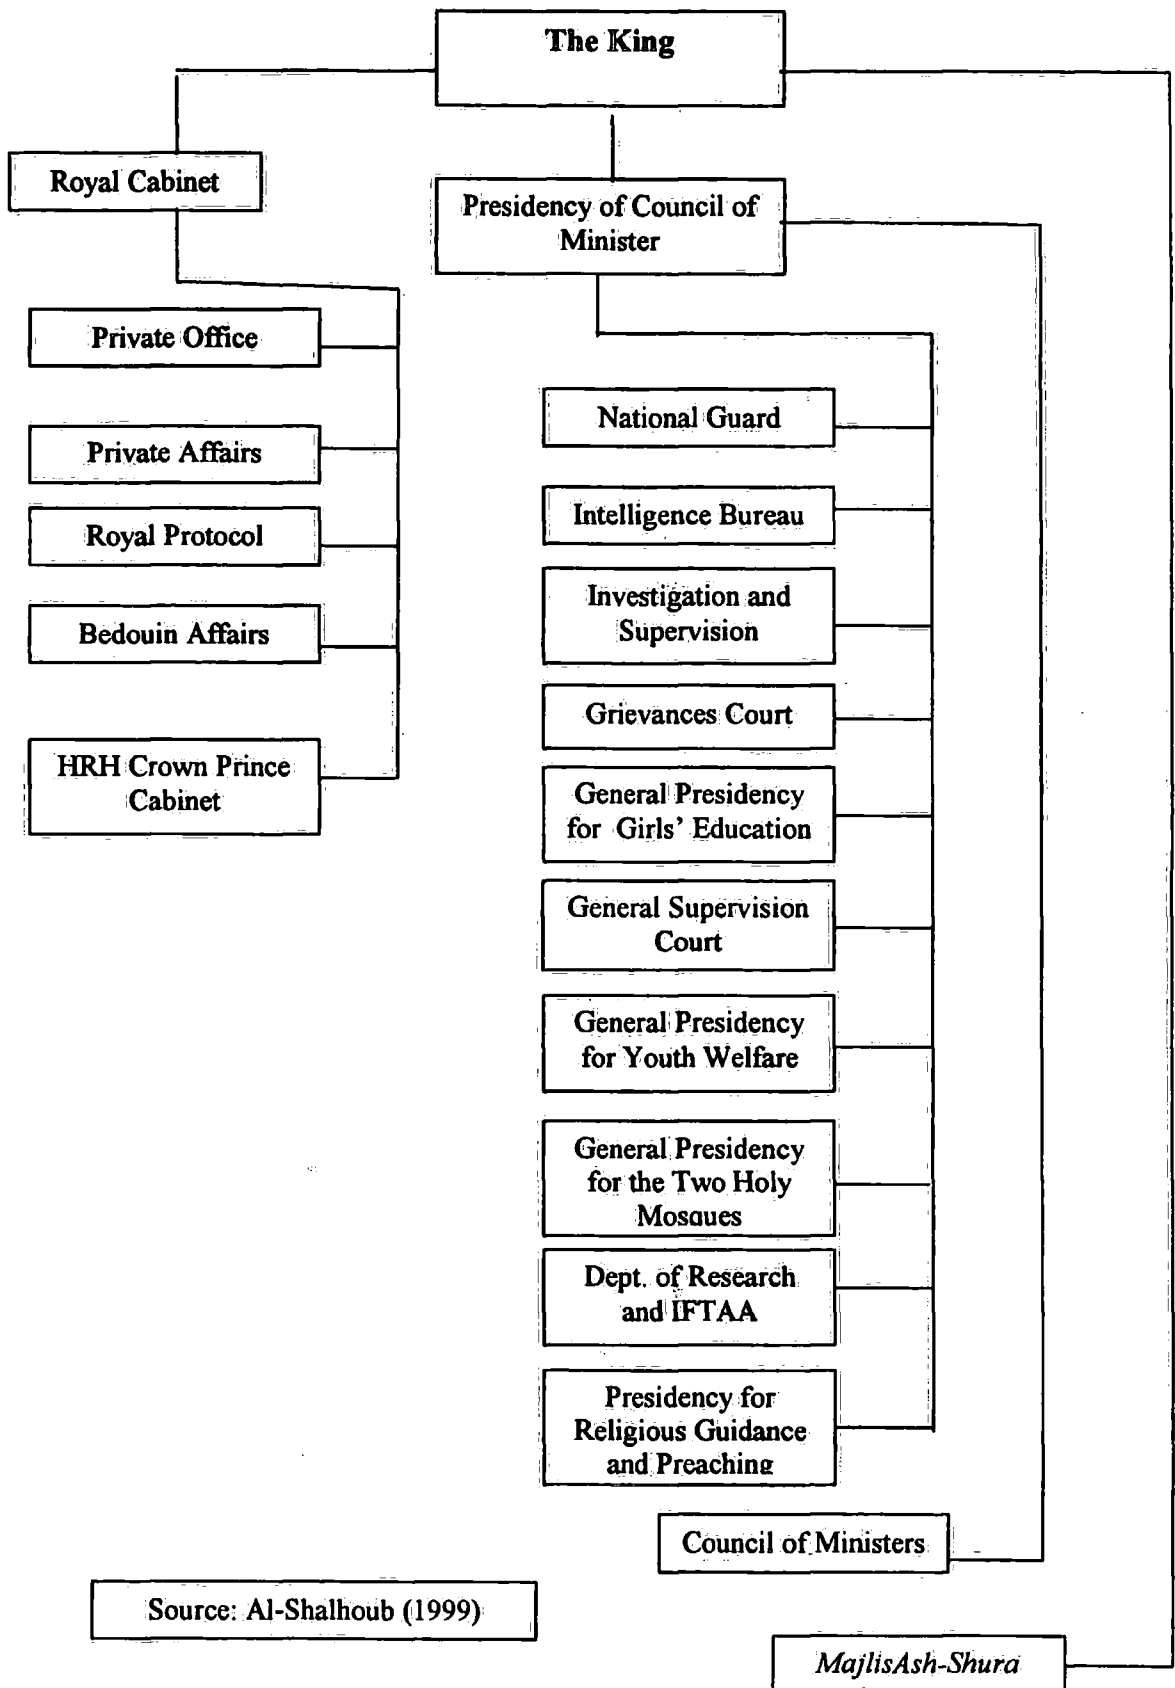 The King
Royal Cabinet
Presidency of Council of
Minister
Private Office
Private Affairs
Royal Protocol
Bedouin Affairs
HRH Crown Prince
Cabinet
National Guard
Intelligence Bureau
Investigation and
Supervision
Grievances Court
General Presidency
for Girls' Education
General Supervision
Court
General Presidency
for Youth Welfare
General Presidency
for the Two Holy
Mosques
Dept. of Research
and IFTAA
Presidency for
Religious Guidance
and Preaching
Council of Ministers
Source: Al-Shalhoub (1999)
MajlisAsh-Shura